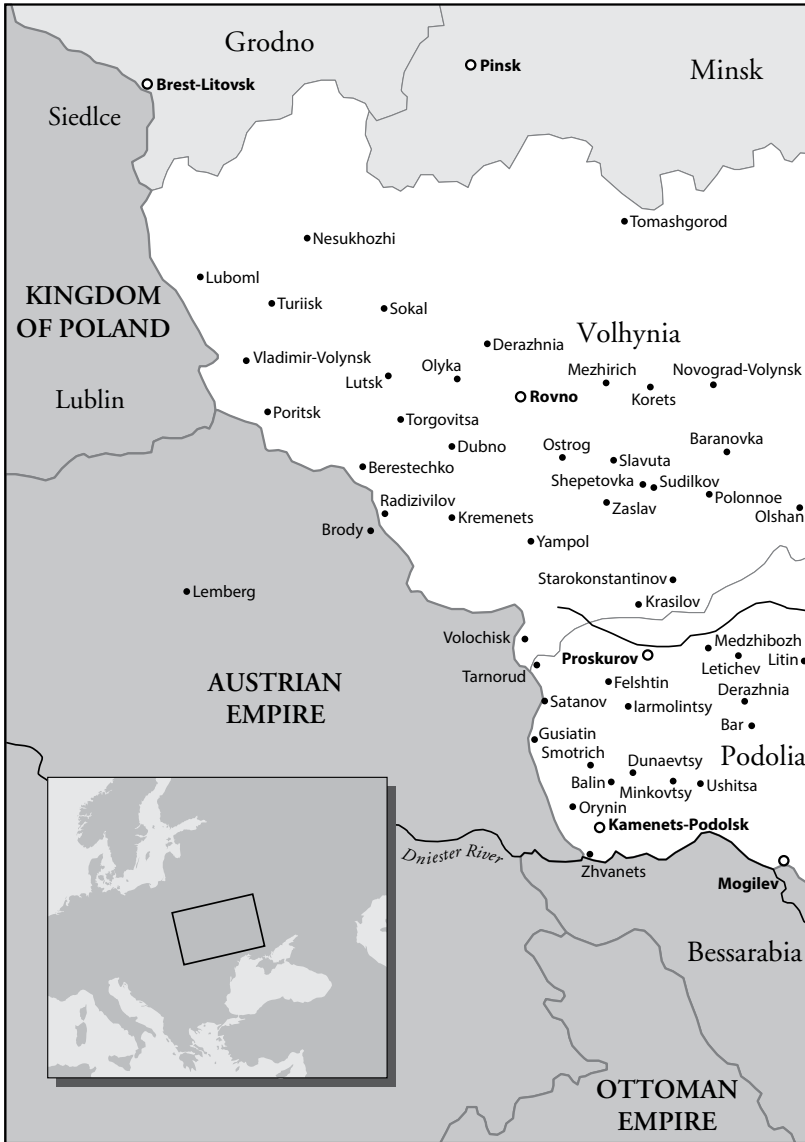 Grodno
Pinsk
Minsk
Brest-Litovsk
Siedlce
Tomashgorod
Nesukhozhi
Luboml
KINGDOM
OF POLAND
Turiisk
Sokal
Volhynia
Derazhnia
Vladimir-Volynsk
Olyka
Mezhirich
Novograd-Volynsk
Lutsk
Korets
Lublin
Rovno
Poritsk
Torgovitsa
Dubno
Ostrog
Baranovka
Berestechko
Slavuta
Shepetovka
Sudilkov
Polonnoe
Radizivilov
Zaslav
Olshan
Brody
Kremenets
Yampol
Starokonstantinov
Lemberg
Krasilov
Volochisk
Medzhibozh
Proskurov
Letichev
Litin
Tarnorud
AUSTRIAN
EMPIRE
Felshtin
Derazhnia
Satanov
Iarmolintsy
Bar
Gusiatin
Smotrich
Dunaevtsy
Podolia
Balin
Minkovtsy
Ushitsa
Orynin
Kamenets-Podolsk
Dniester River
Zhvanets
Mogilev
Bessarabia
OTTOMAN
EMPIRE